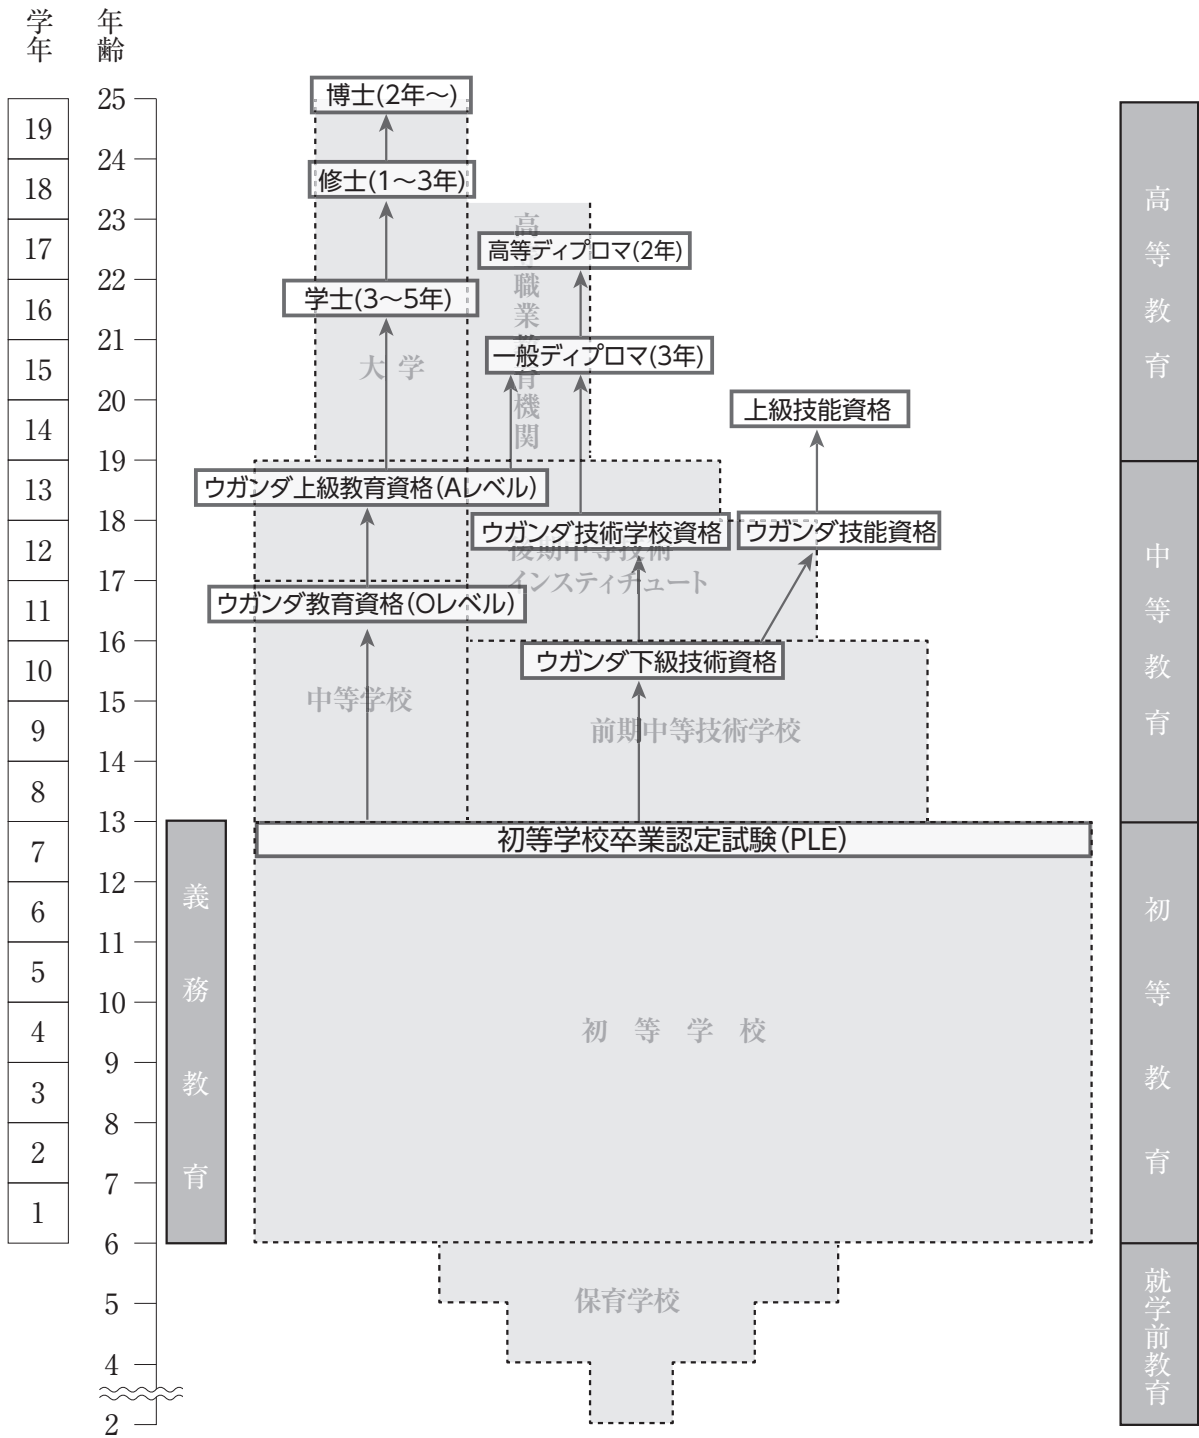 学年
年齢
25
24
23
22
21
20
19
18
17
16
15
14
13
12
11
10
9
8
7
6
5
4
2
19
18
17
16
15
14
13
12
11
10
9
8
7
6
5
4
3
2
1
義務教育
博士(2年～)
修士(1～3年)
学士(3～5年)
大学
高等ディプロマ(2年)
一般ディプロマ(3年)
上級技能資格
ウガンダ上級教育資格(Aレベル)
ウガンダ技術学校資格
ウガンダ技能資格
後期中等技術
インスティチュート
ウガンダ教育資格(Oレベル)
ウガンダ下級技術資格
中等学校
前期中等技術学校
初等学校卒業認定試験(PLE)
初等学校
保育学校
高等教育
中等教育
初等教育
就学前教育